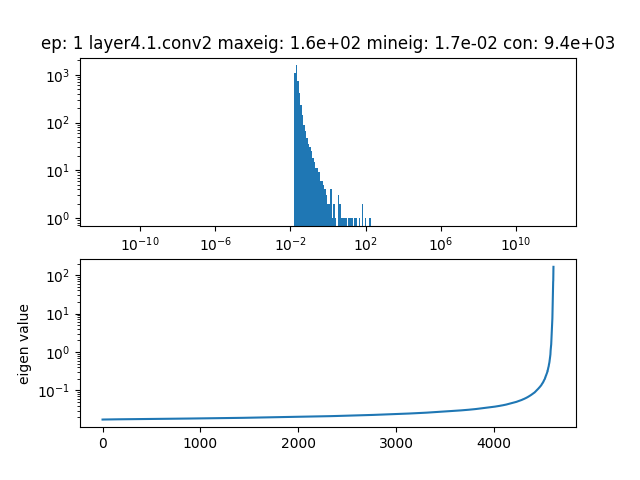 ep: 1 layer4.1.conv2 maxeig: 1.6e+02 mineig: 1.7e-02 con: 9.4e+03
10³
10²
10¹
10⁰
10⁻¹⁰ 10⁻⁶ 10⁻² 10² 10⁶ 10¹⁰
eigen value
10²
10¹
10⁰
10⁻¹
0 1000 2000 3000 4000